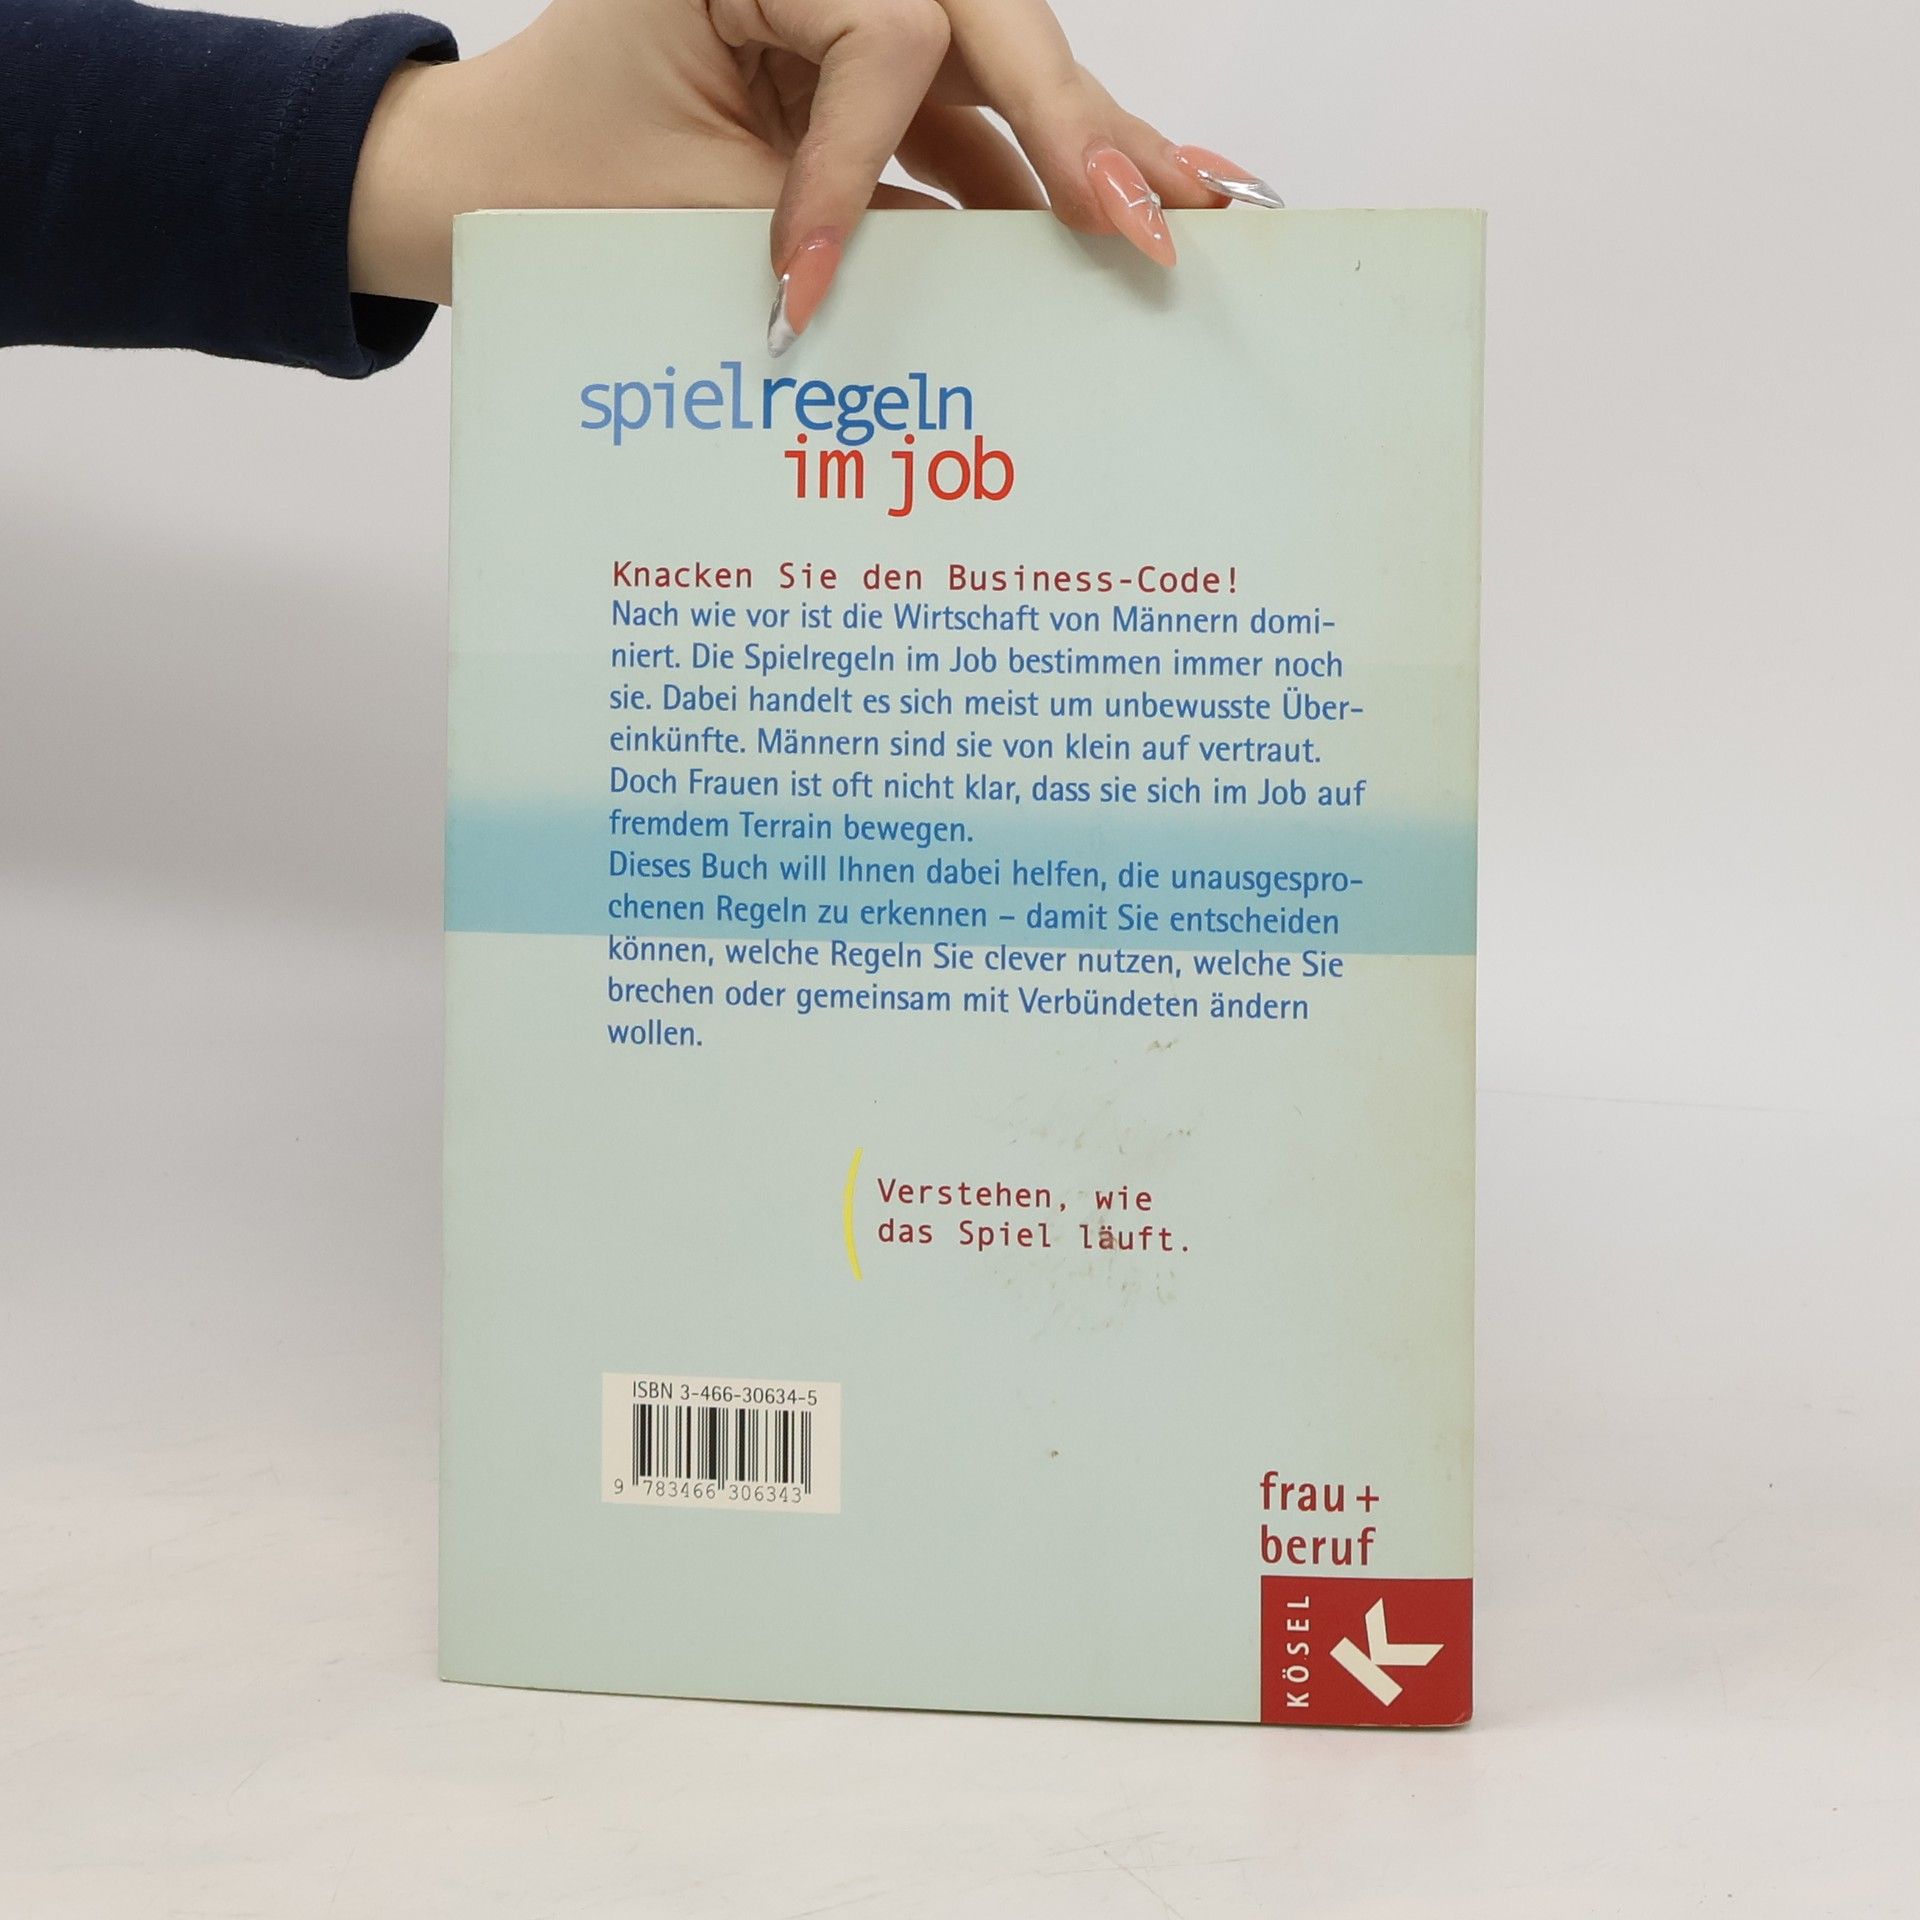 spielregeln
im job
Knacken Sie den Business-Code!
Nach wie vor ist die Wirtschaft von Männern domi-
niert. Die Spielregeln im Job bestimmen immer noch
sie. Dabei handelt es sich meist um unbewusste Über-
einkünfte. Männern sind sie von klein auf vertraut.
Doch Frauen ist oft nicht klar, dass sie sich im Job auf
fremdem Terrain bewegen.
Dieses Buch will Ihnen dabei helfen, die unausgespro-
chenen Regeln zu erkennen – damit Sie entscheiden
können, welche Regeln Sie clever nutzen, welche Sie
brechen oder gemeinsam mit Verbündeten ändern
wollen.
Verstehen, wie
das Spiel läuft.
ISBN 3-466-30634-5
9 783466 306343
frau+
beruf
KÖSEL
K